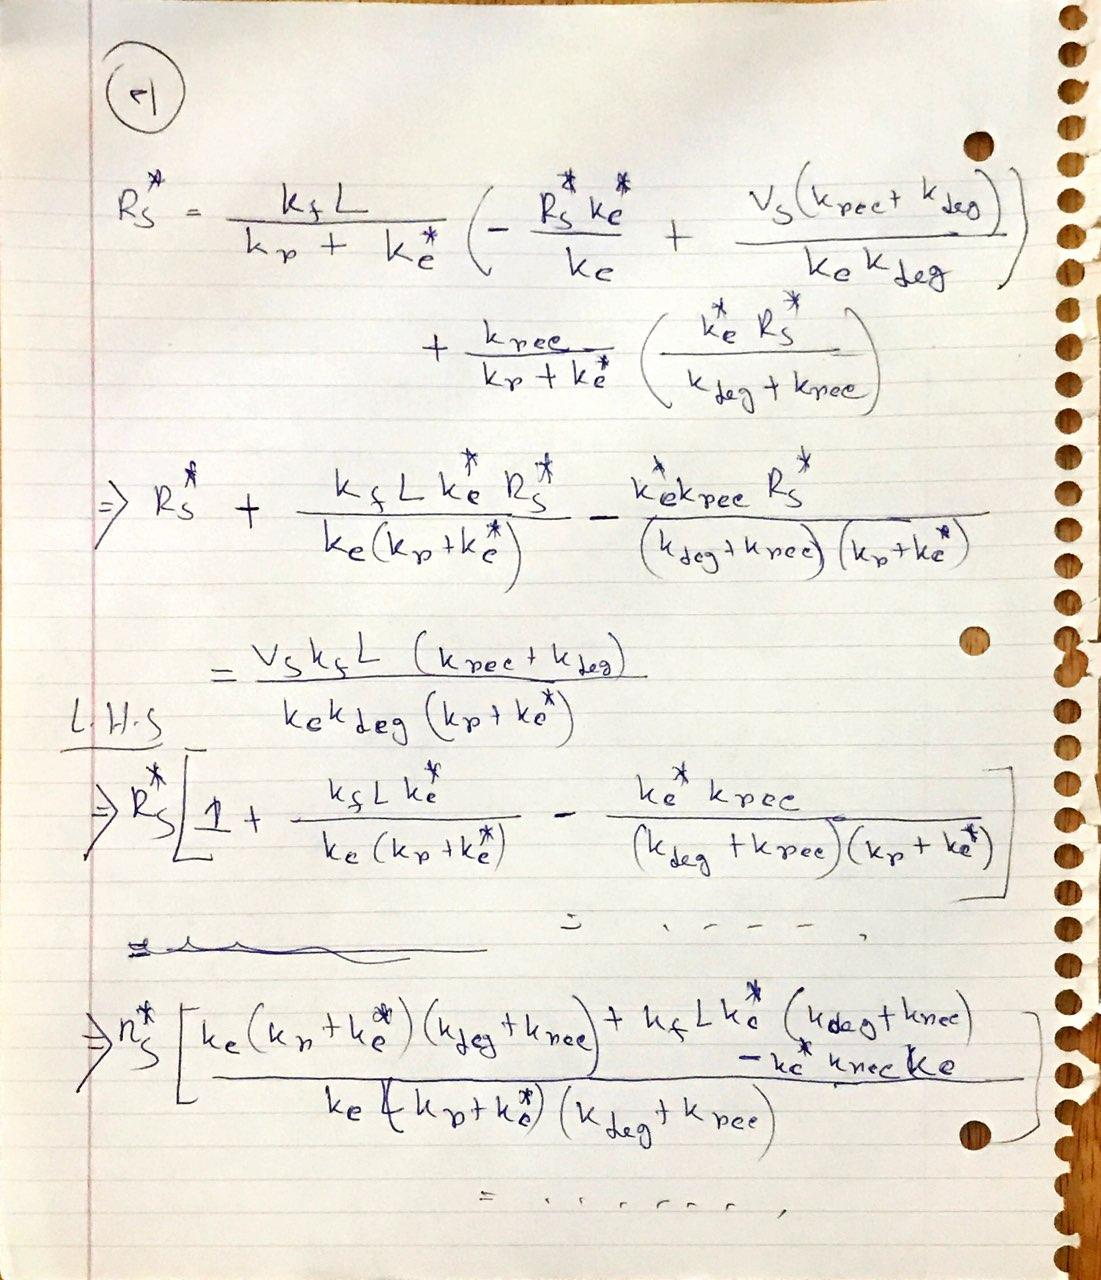 e)
R_S^* = \frac{k_f L}{k_r + k_e^*} \left( - \frac{R_S^* k_e^*}{k_e} + \frac{V_S (k_{rec} + k_{deg})}{k_e k_{deg}} \right)
+ \frac{k_{rec}}{k_r + k_e^*} \left( \frac{k_e^* R_S^*}{k_{deg} + k_{rec}} \right)
\Rightarrow R_S^* + \frac{k_f L k_e^* R_S^*}{k_e (k_r + k_e^*)} - \frac{k_e^* k_{rec} R_S^*}{(k_{deg} + k_{rec}) (k_r + k_e^*)}
= \frac{V_S k_f L (k_{rec} + k_{deg})}{k_e k_{deg} (k_r + k_e^*)}
L.H.S
\Rightarrow R_S^* \left[ 1 + \frac{k_f L k_e^*}{k_e (k_r + k_e^*)} - \frac{k_e^* k_{rec}}{(k_{deg} + k_{rec}) (k_r + k_e^*)} \right]
= . - - - - ,
\Rightarrow R_S^* \left[ \frac{k_e (k_r + k_e^*) (k_{deg} + k_{rec}) + k_f L k_e^* (k_{deg} + k_{rec}) - k_e^* k_{rec} k_e}{k_e (k_r + k_e^*) (k_{deg} + k_{rec})} \right]
= . . . . . . . ,